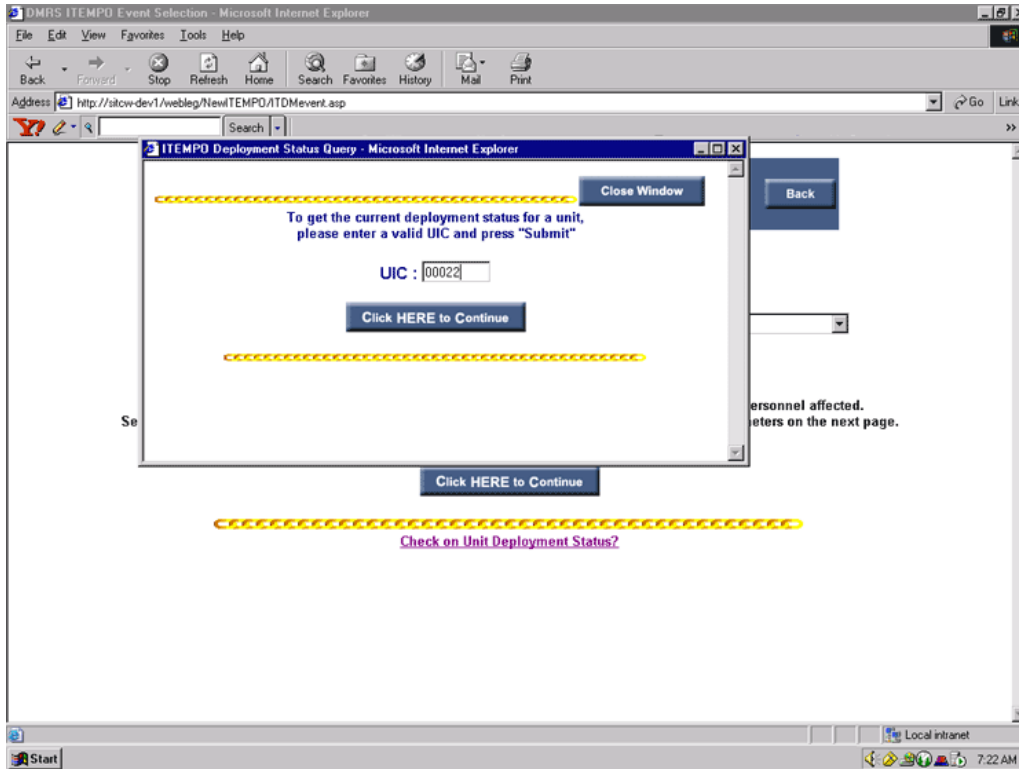 DMRS ITEMPO Event Selection - Microsoft Internet Explorer
File Edit View Favorites Tools Help
Back Forward Stop Refresh Home Search Favorites History Mail Print
Address http://sitcw-dev1/webleg/NewITEMPO/ITDMevent.asp Go Link
Y? Search »
ITEMPO Deployment Status Query - Microsoft Internet Explorer
Close Window
Back
To get the current deployment status for a unit,
please enter a valid UIC and press "Submit"
UIC : 00022
Click HERE to Continue
ersonnel affected.
Se eters on the next page.
Click HERE to Continue
Check on Unit Deployment Status?
Local intranet
Start 7:22 AM